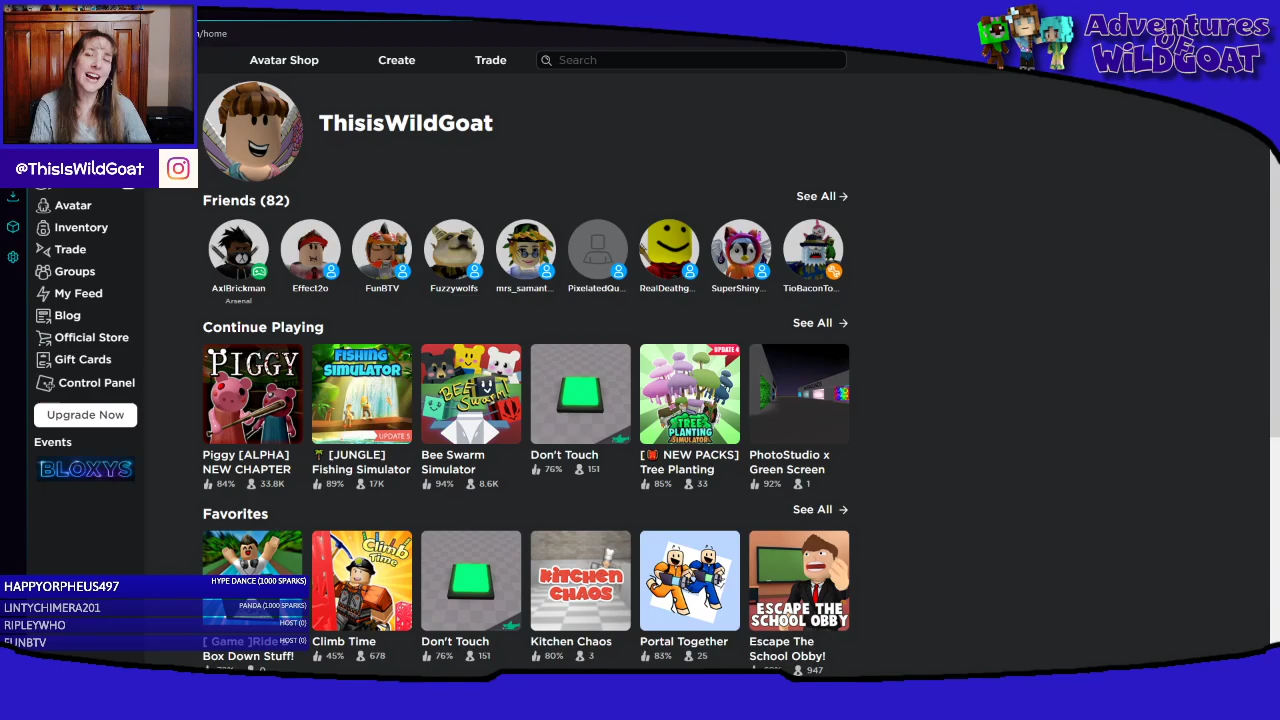 n/home
Adventures
OF
WiLDGOAT
Avatar Shop
Create
Trade
Search
ThisisWildGoat
@ThisIsWildGoat
Avatar
Inventory
Trade
Groups
My Feed
Blog
Official Store
Gift Cards
Control Panel
Upgrade Now
Events
BLOXYS
Friends (82)
See All →
AxlBrickman
Effect2o
FunBTV
Fuzzywolfs
mrs_samant...
PixelatedQu...
RealDeathg...
SuperShiny...
TioBaconTo...
Arsenal
Continue Playing
See All →
PIGGY
FISHING
SIMULATOR
UPDATE 5
BEE SWARM
UPDATE 4
TREE
PLANTING
SIMULATOR
Piggy [ALPHA]
NEW CHAPTER
84% 33.8K
[JUNGLE]
Fishing Simulator
89% 17K
Bee Swarm
Simulator
94% 8.6K
Don't Touch
76% 151
[ NEW PACKS]
Tree Planting
85% 33
PhotoStudio x
Green Screen
92% 1
Favorites
See All →
Climb
TIME
KITCHEN
CHAOS
ESCAPE THE
SCHOOL OBBY
Box Down Stuff!
Climb Time
45% 678
Don't Touch
76% 151
Kitchen Chaos
80% 3
Portal Together
83% 25
Escape The
School Obby!
947
HAPPYORPHEUS497 HYPE DANCE (1000 SPARKS)
LINTYCHIMERA201 PANDA (1000 SPARKS)
RIPLEYWHO HOST (0)
FUNBTV HOST (0)